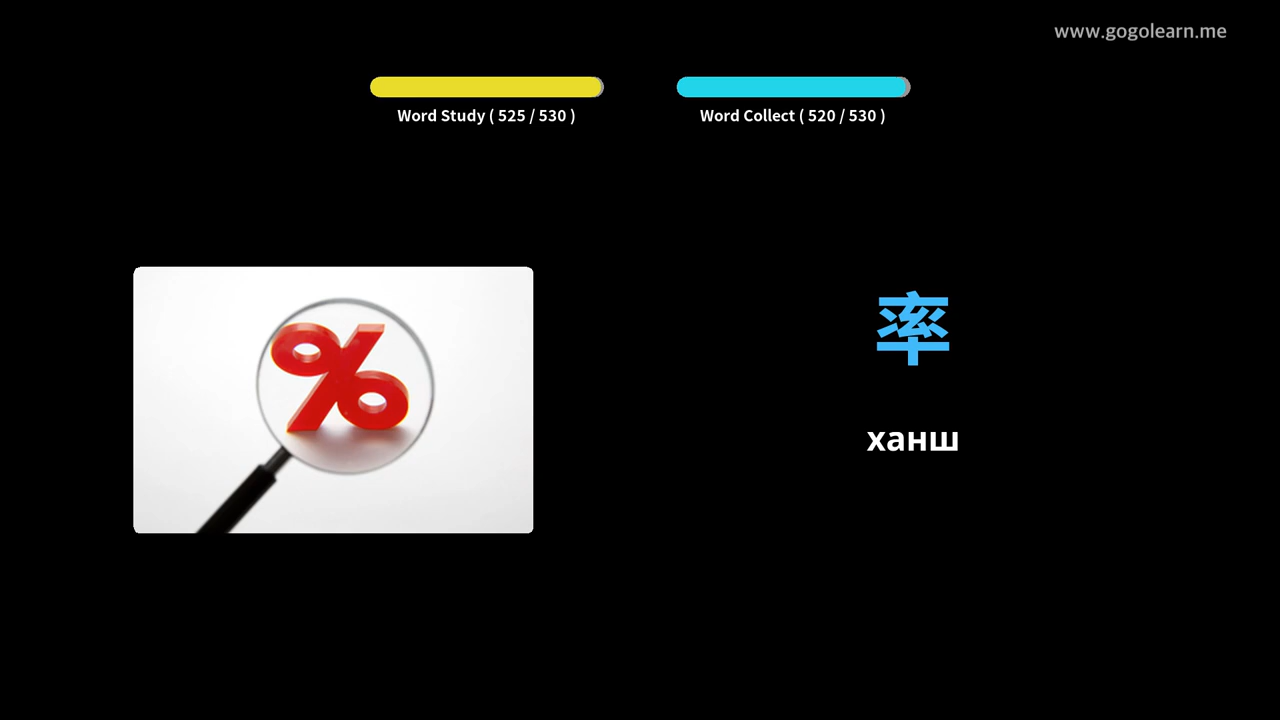 www.gogolearn.me
Word Study ( 525 / 530 )
Word Collect ( 520 / 530 )
%
率
ханш